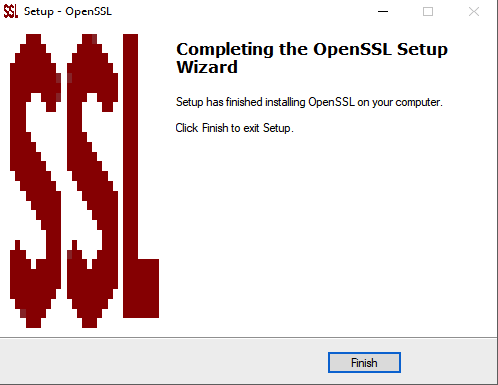 Setup - OpenSSL
SSL
Completing the OpenSSL Setup
Wizard
Setup has finished installing OpenSSL on your computer.
Click Finish to exit Setup.
Finish